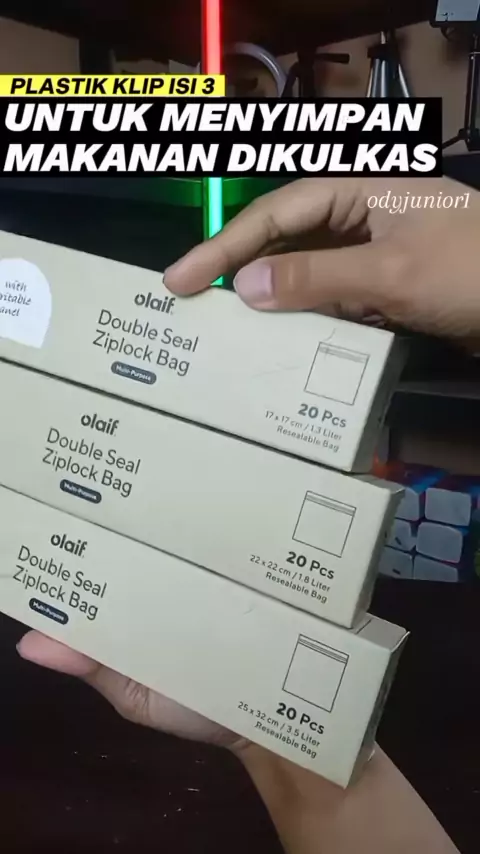 PLASTIK KLIP ISI 3
UNTUK MENYIMPAN
MAKANAN DIKULKAS
odyjunior1
with
olaif.
Double Seal
Ziplock Bag
Multi-Purpose
20 Pcs
17 x 17 cm / 1.3 Liter
Resealable Bag
olaif.
Double Seal
Ziplock Bag
Multi-Purpose
20 Pcs
22 x 22 cm / 1.8 Liter
Resealable Bag
olaif.
Double Seal
Ziplock Bag
Multi-Purpose
20 Pcs
25 x 32 cm / 3.5 Liter
Resealable Bag